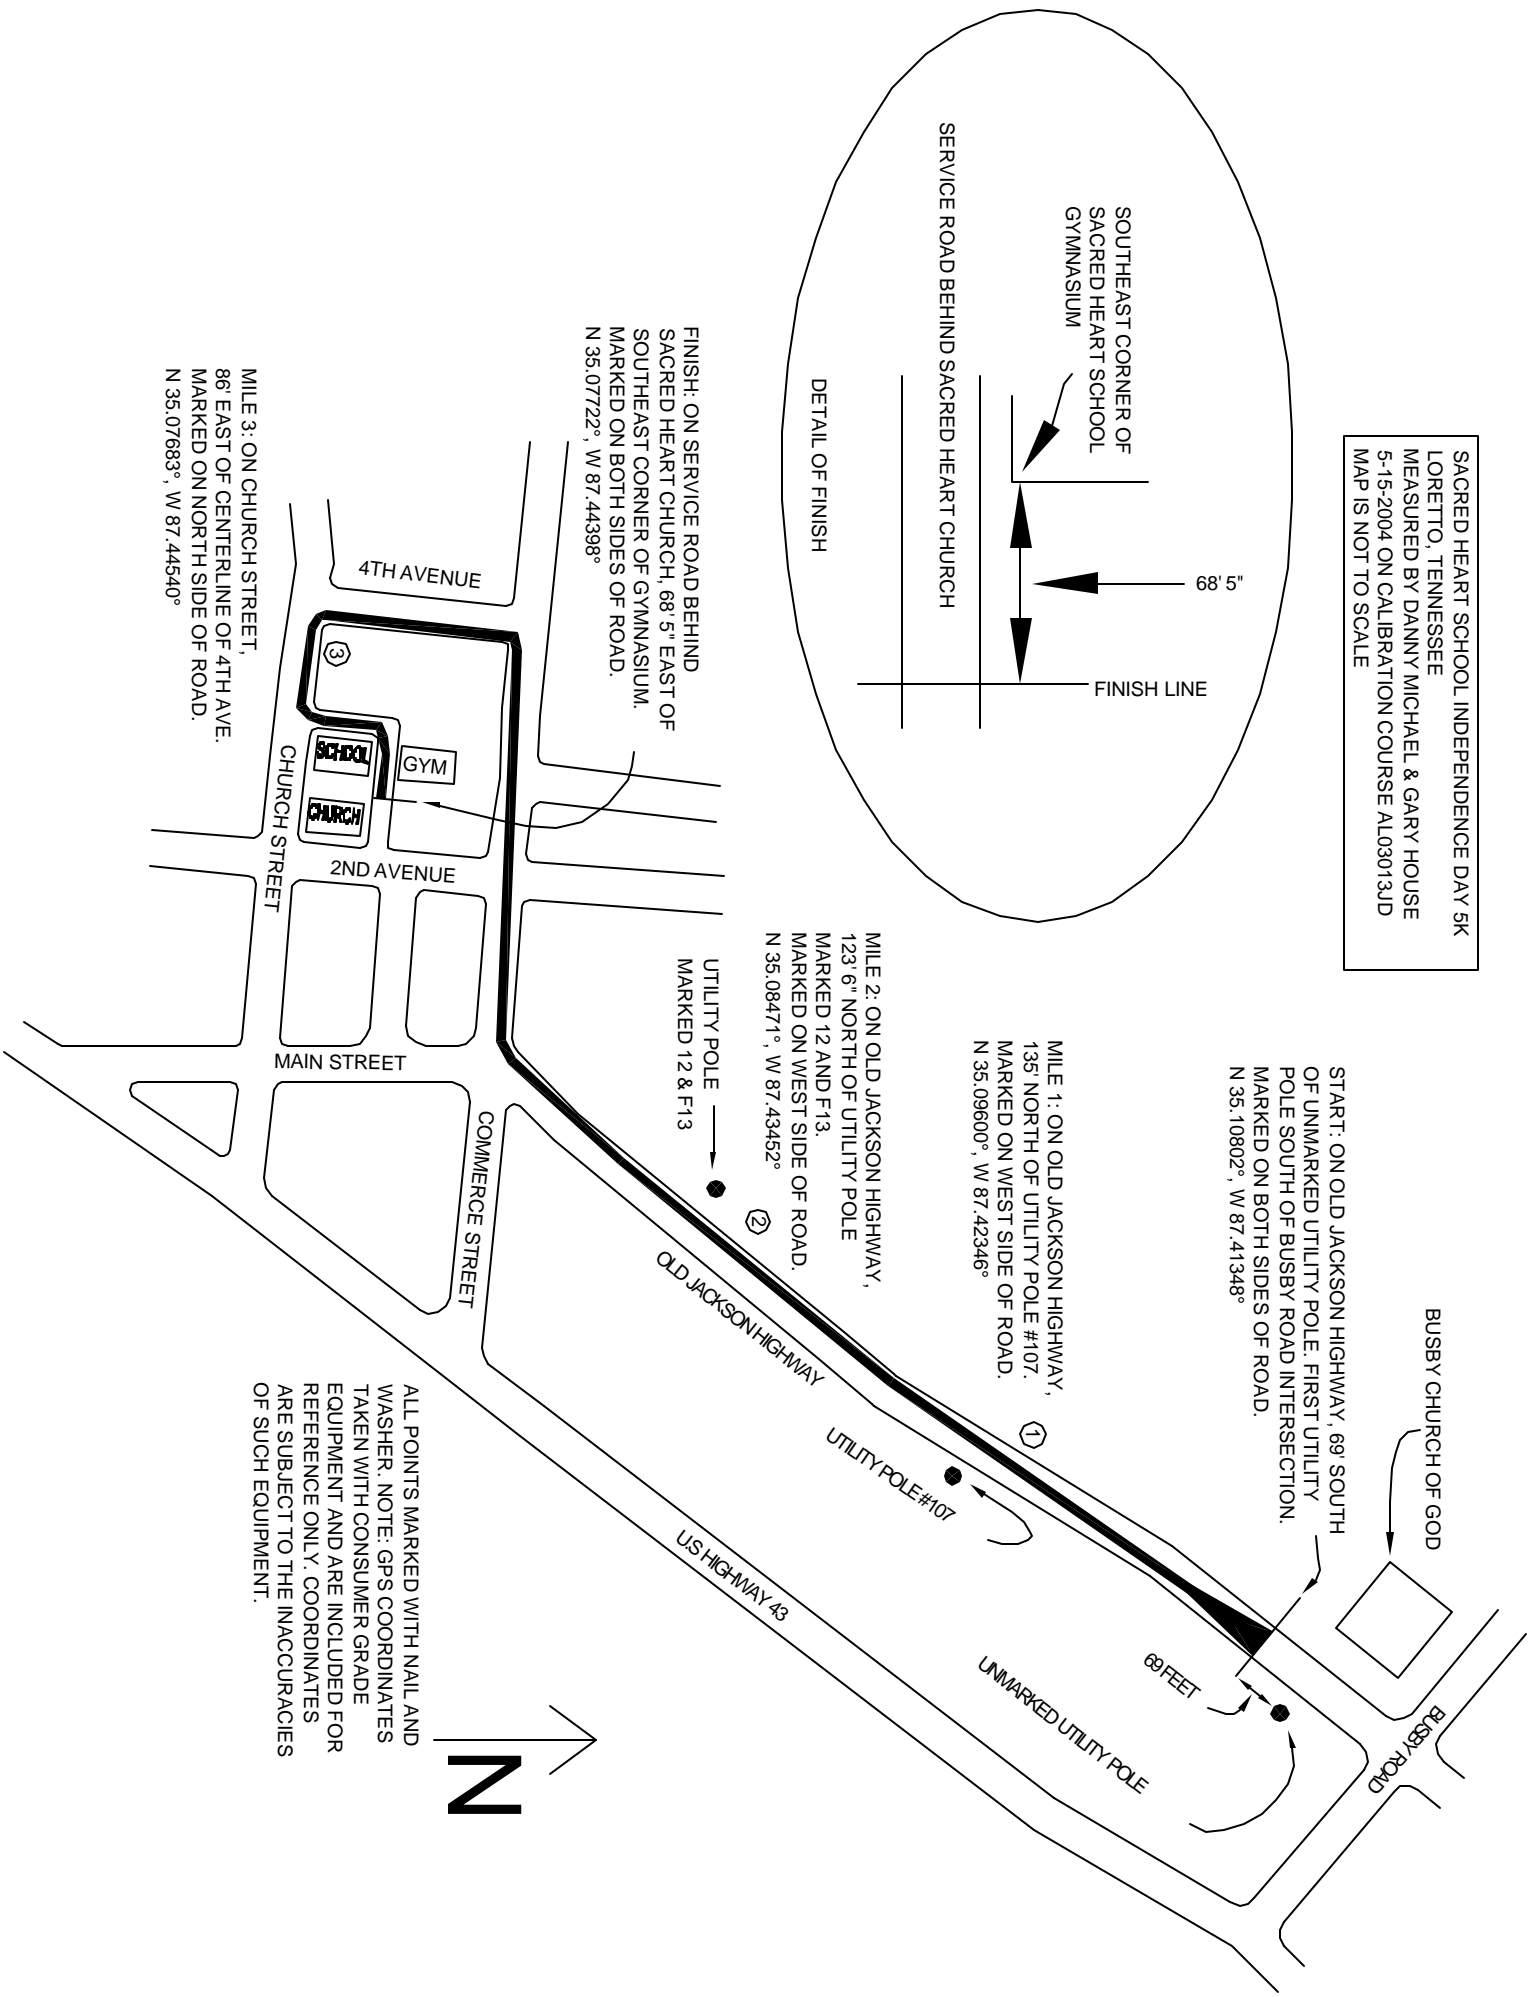 SACRED HEART SCHOOL INDEPENDENCE DAY 5K
LORETTO, TENNESSEE
MEASURED BY DANNY MICHAEL & GARY HOUSE
5-15-2004 ON CALIBRATION COURSE AL03013JD
MAP IS NOT TO SCALE
SOUTHEAST CORNER OF
SACRED HEART SCHOOL
GYMNASIUM
68' 5"
FINISH LINE
SERVICE ROAD BEHIND SACRED HEART CHURCH
DETAIL OF FINISH
BUSBY CHURCH OF GOD
START: ON OLD JACKSON HIGHWAY, 69' SOUTH
OF UNMARKED UTILITY POLE. FIRST UTILITY
POLE SOUTH OF BUSBY ROAD INTERSECTION.
MARKED ON BOTH SIDES OF ROAD.
N 35.10802°, W 87.41348°
BUSBY ROAD
69 FEET
UNMARKED UTILITY POLE
MILE 1: ON OLD JACKSON HIGHWAY,
135' NORTH OF UTILITY POLE #107.
MARKED ON WEST SIDE OF ROAD.
N 35.09600°, W 87.42346°
1
UTILITY POLE #107
MILE 2: ON OLD JACKSON HIGHWAY,
123' 6" NORTH OF UTILITY POLE
MARKED 12 AND F13.
MARKED ON WEST SIDE OF ROAD.
N 35.08471°, W 87.43452°
2
UTILITY POLE
MARKED 12 & F13
OLD JACKSON HIGHWAY
U.S HIGHWAY 43
FINISH: ON SERVICE ROAD BEHIND
SACRED HEART CHURCH, 68' 5" EAST OF
SOUTHEAST CORNER OF GYMNASIUM.
MARKED ON BOTH SIDES OF ROAD.
N 35.07722°, W 87.44398°
4TH AVENUE
3
GYM
SCHOOL
CHURCH
2ND AVENUE
CHURCH STREET
MAIN STREET
COMMERCE STREET
MILE 3: ON CHURCH STREET,
86' EAST OF CENTERLINE OF 4TH AVE.
MARKED ON NORTH SIDE OF ROAD.
N 35.07683°, W 87.44540°
ALL POINTS MARKED WITH NAIL AND
WASHER. NOTE: GPS COORDINATES
TAKEN WITH CONSUMER GRADE
EQUIPMENT AND ARE INCLUDED FOR
REFERENCE ONLY. COORDINATES
ARE SUBJECT TO THE INACCURACIES
OF SUCH EQUIPMENT.
N